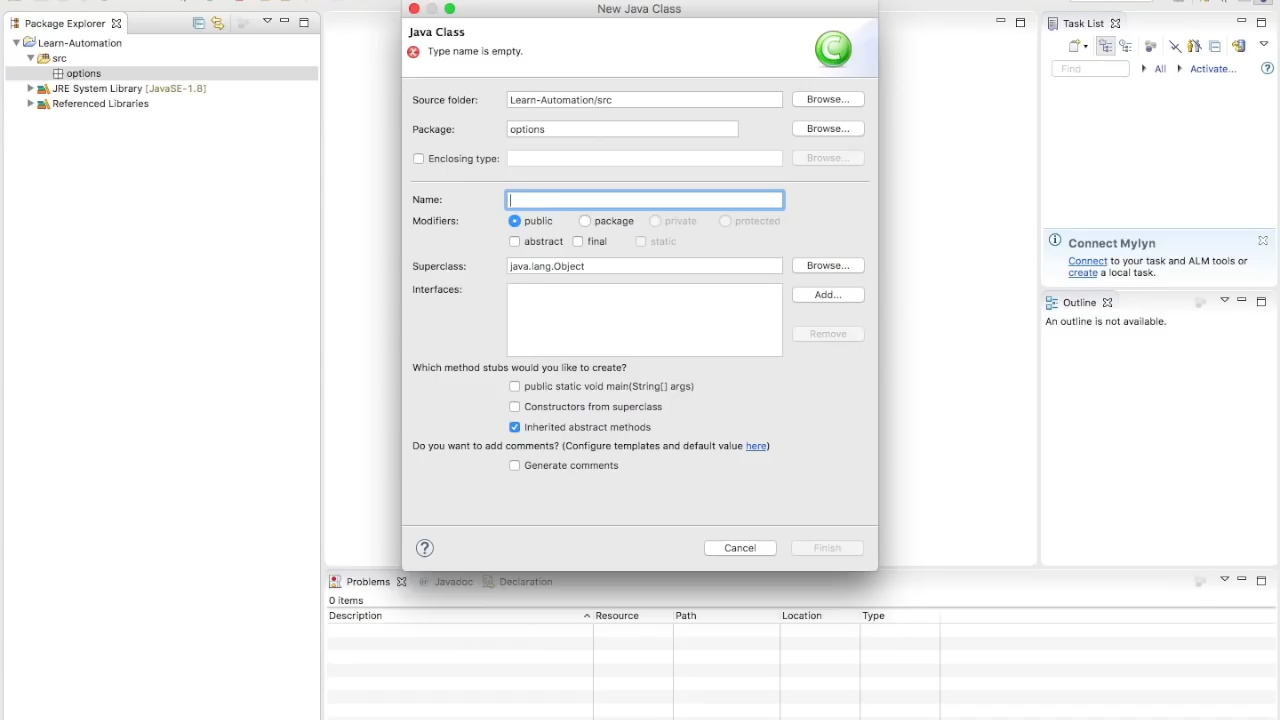 New Java Class
Package Explorer
Learn-Automation
src
options
JRE System Library [JavaSE-1.8]
Referenced Libraries
Java Class
Type name is empty.
Source folder: Learn-Automation/src Browse...
Package: options Browse...
Enclosing type: Browse...
Name:
Modifiers: public package private protected
abstract final static
Superclass: java.lang.Object Browse...
Interfaces: Add...
Remove
Which method stubs would you like to create?
public static void main(String[] args)
Constructors from superclass
Inherited abstract methods
Do you want to add comments? (Configure templates and default value here)
Generate comments
? Cancel Finish
Task List
Find All Activate... ?
Connect Mylyn
Connect to your task and ALM tools or
create a local task.
Outline
An outline is not available.
Problems Javadoc Declaration
0 items
Description Resource Path Location Type